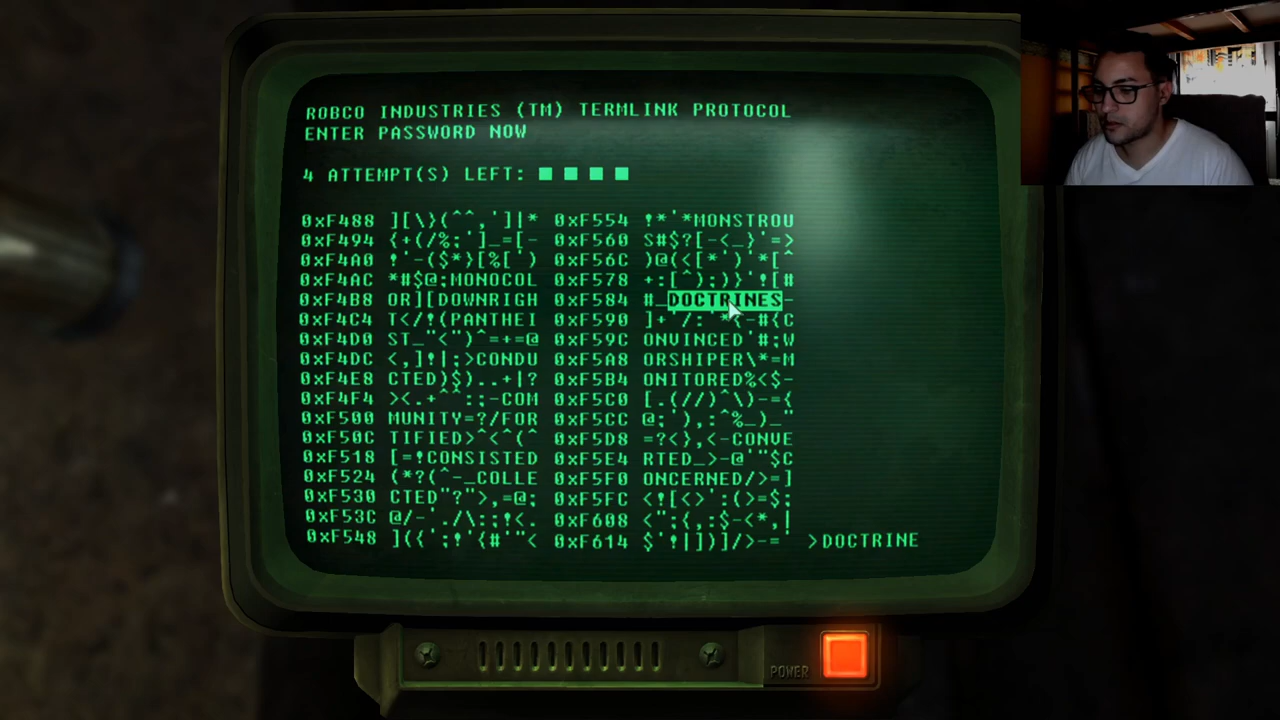 ROBCO INDUSTRIES (TM) TERMLINK PROTOCOL
ENTER PASSWORD NOW
4 ATTEMPT(S) LEFT: ■ ■ ■ ■
0xF488 ][\}(^^,']|* 0xF554 !*'*MONSTROU
0xF494 {+(/%;']_=[- 0xF560 S#$?[-<_}'=>
0xF4A0 !'-($*}[%[') 0xF56C )@(<[*')'*[^
0xF4AC *#$@;MONOCOL 0xF578 +:[^);)}'![#
0xF4B8 OR][DOWNRIGH 0xF584 #_DOCTRINES-
0xF4C4 T</!(PANTHEI 0xF590 ]+"/:"*{-#{C
0xF4D0 ST_"<")^=+=@ 0xF59C ONVINCED'#;W
0xF4DC <,]!|;>CONDU 0xF5A8 ORSHIPER\*=M
0xF4E8 CTED)$)..+|? 0xF5B4 ONITORED%<$-
0xF4F4 ><.+^^:;-COM 0xF5C0 [.(//)^\)-={
0xF500 MUNITY=?/FOR 0xF5CC @;'),:^%_)_"
0xF50C TIFIED>^<^(^ 0xF5D8 =?<},<-CONVE
0xF518 [=!CONSISTED 0xF5E4 RTED_>-@'"$C
0xF524 (*?(^-_COLLE 0xF5F0 ONCERNED/>=]
0xF530 CTED"?">,=@; 0xF5FC <![<>':(>=$;
0xF53C @/-'./\:;!<. 0xF608 <";{,:$-<*,|
0xF548 ]({';!'{#'"< 0xF614 $'!|])]/>-=' >DOCTRINE
POWER